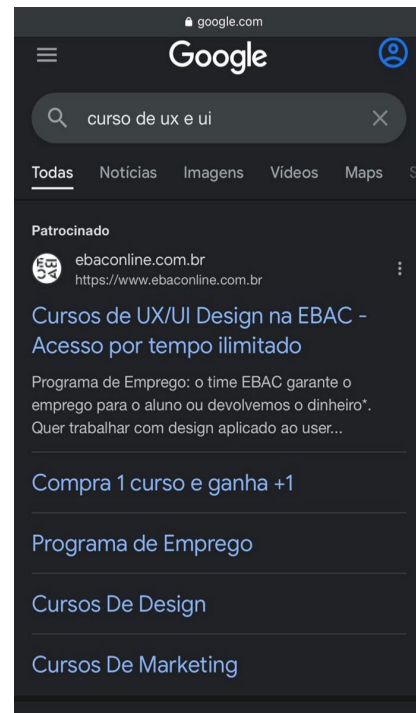 google.com
Google
curso de ux e ui
Todas Notícias Imagens Vídeos Maps S
Patrocinado
ebaconline.com.br
https://www.ebaconline.com.br
Cursos de UX/UI Design na EBAC -
Acesso por tempo ilimitado
Programa de Emprego: o time EBAC garante o
emprego para o aluno ou devolvemos o dinheiro*.
Quer trabalhar com design aplicado ao user...
Compra 1 curso e ganha +1
Programa de Emprego
Cursos De Design
Cursos De Marketing